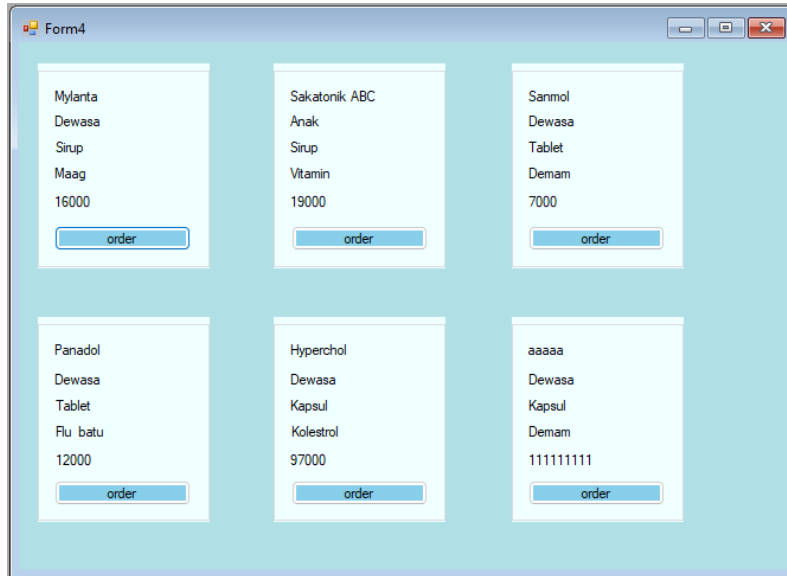 Form4
Mylanta
Dewasa
Sirup
Maag
16000
order
Sakatonik ABC
Anak
Sirup
Vitamin
19000
order
Sanmol
Dewasa
Tablet
Demam
7000
order
Panadol
Dewasa
Tablet
Flu batu
12000
order
Hyperchol
Dewasa
Kapsul
Kolestrol
97000
order
aaaaa
Dewasa
Kapsul
Demam
111111111
order